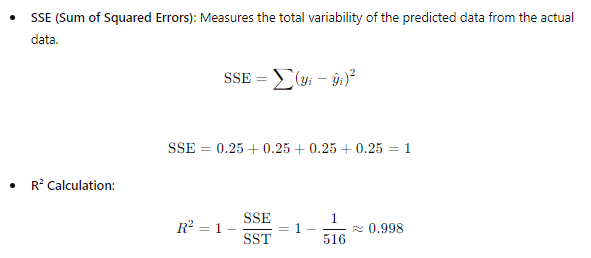 • SSE (Sum of Squared Errors): Measures the total variability of the predicted data from the actual
data.
SSE = ∑(yᵢ − ŷᵢ)²
SSE = 0.25 + 0.25 + 0.25 + 0.25 = 1
• R² Calculation:
R² = 1 − SSE/SST = 1 − 1/516 ≈ 0.998